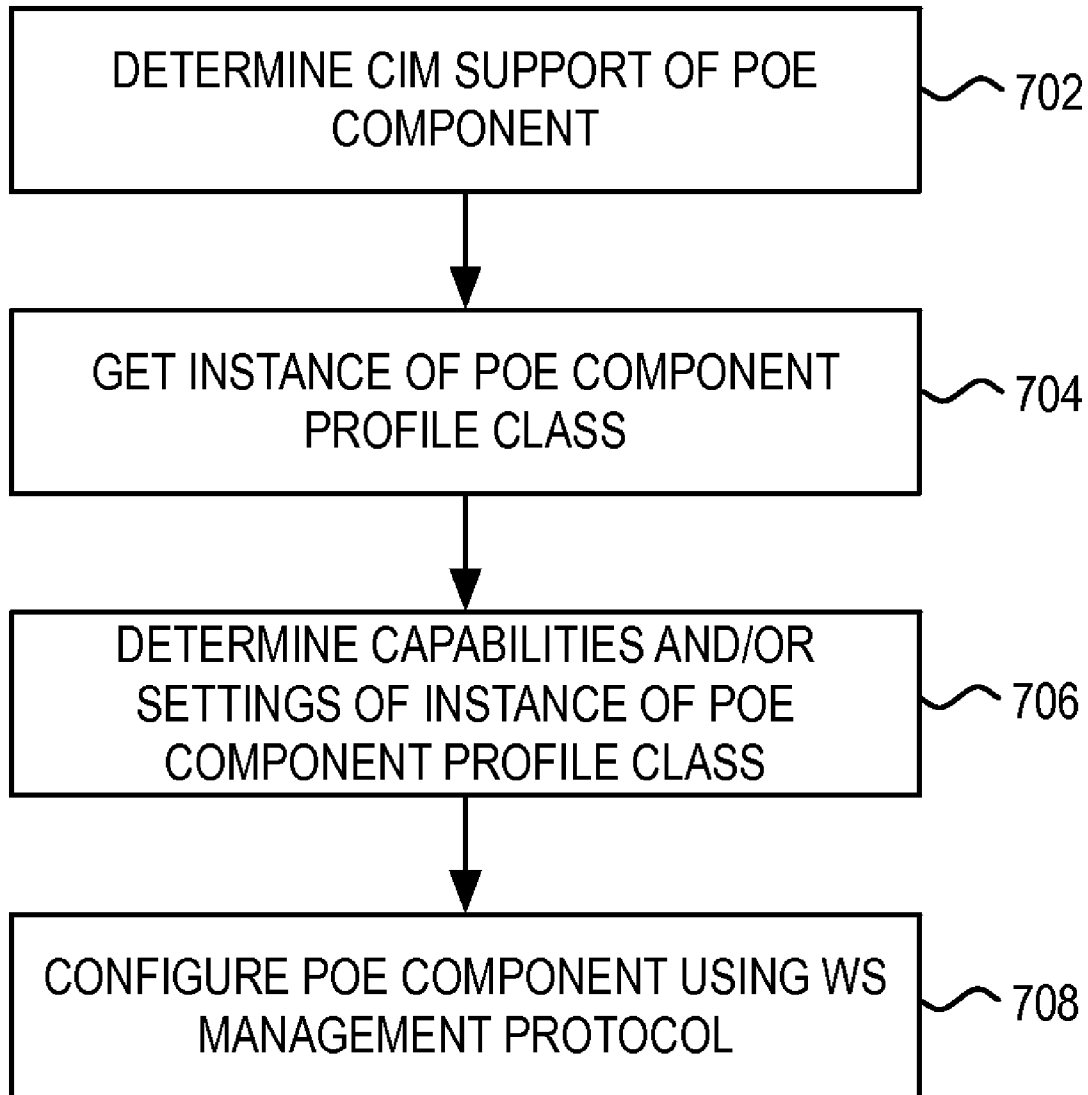 DETERMINE CIM SUPPORT OF POE
COMPONENT
702
GET INSTANCE OF POE COMPONENT
PROFILE CLASS
704
DETERMINE CAPABILITIES AND/OR
SETTINGS OF INSTANCE OF POE
COMPONENT PROFILE CLASS
706
CONFIGURE POE COMPONENT USING WS
MANAGEMENT PROTOCOL
708